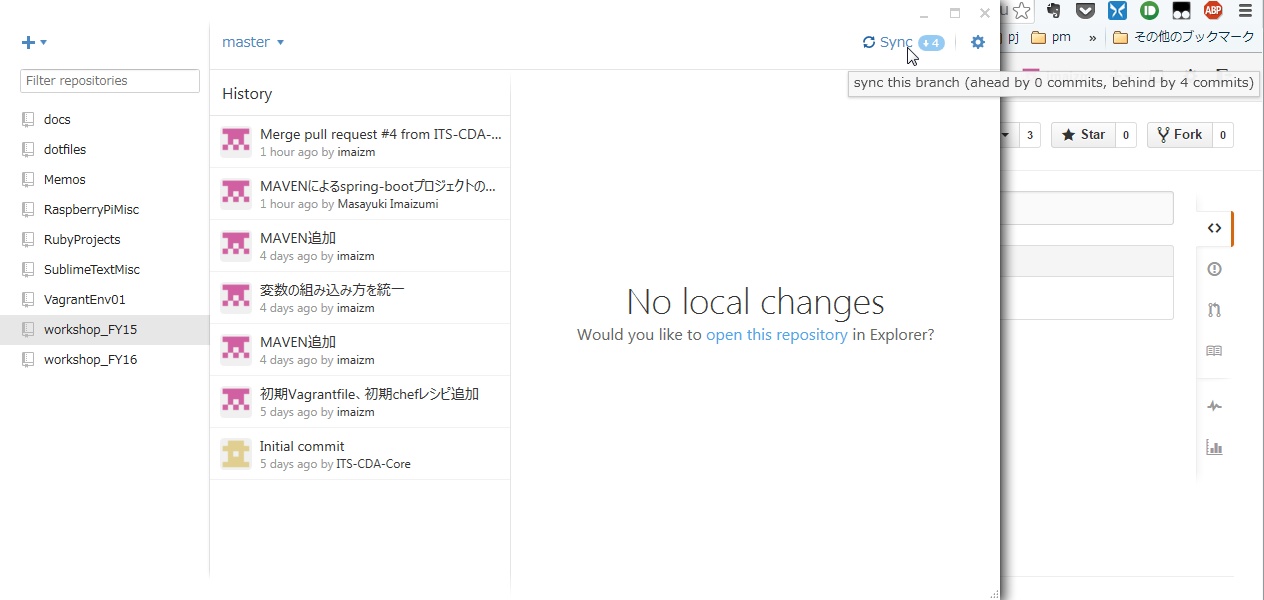 master
Sync
+4
u
pj
pm
»
その他のブックマーク
ABP
Filter repositories
sync this branch (ahead by 0 commits, behind by 4 commits)
History
docs
dotfiles
Memos
RaspberryPiMisc
RubyProjects
SublimeTextMisc
VagrantEnv01
workshop_FY15
workshop_FY16
Merge pull request #4 from ITS-CDA-...
1 hour ago by imaizm
MAVENによるspring-bootプロジェクトの...
1 hour ago by Masayuki Imaizumi
MAVEN追加
4 days ago by imaizm
変数の組み込み方を統一
4 days ago by imaizm
MAVEN追加
4 days ago by imaizm
初期Vagrantfile、初期chefレシピ追加
5 days ago by imaizm
Initial commit
5 days ago by ITS-CDA-Core
No local changes
Would you like to open this repository in Explorer?
3
Star 0
Fork 0